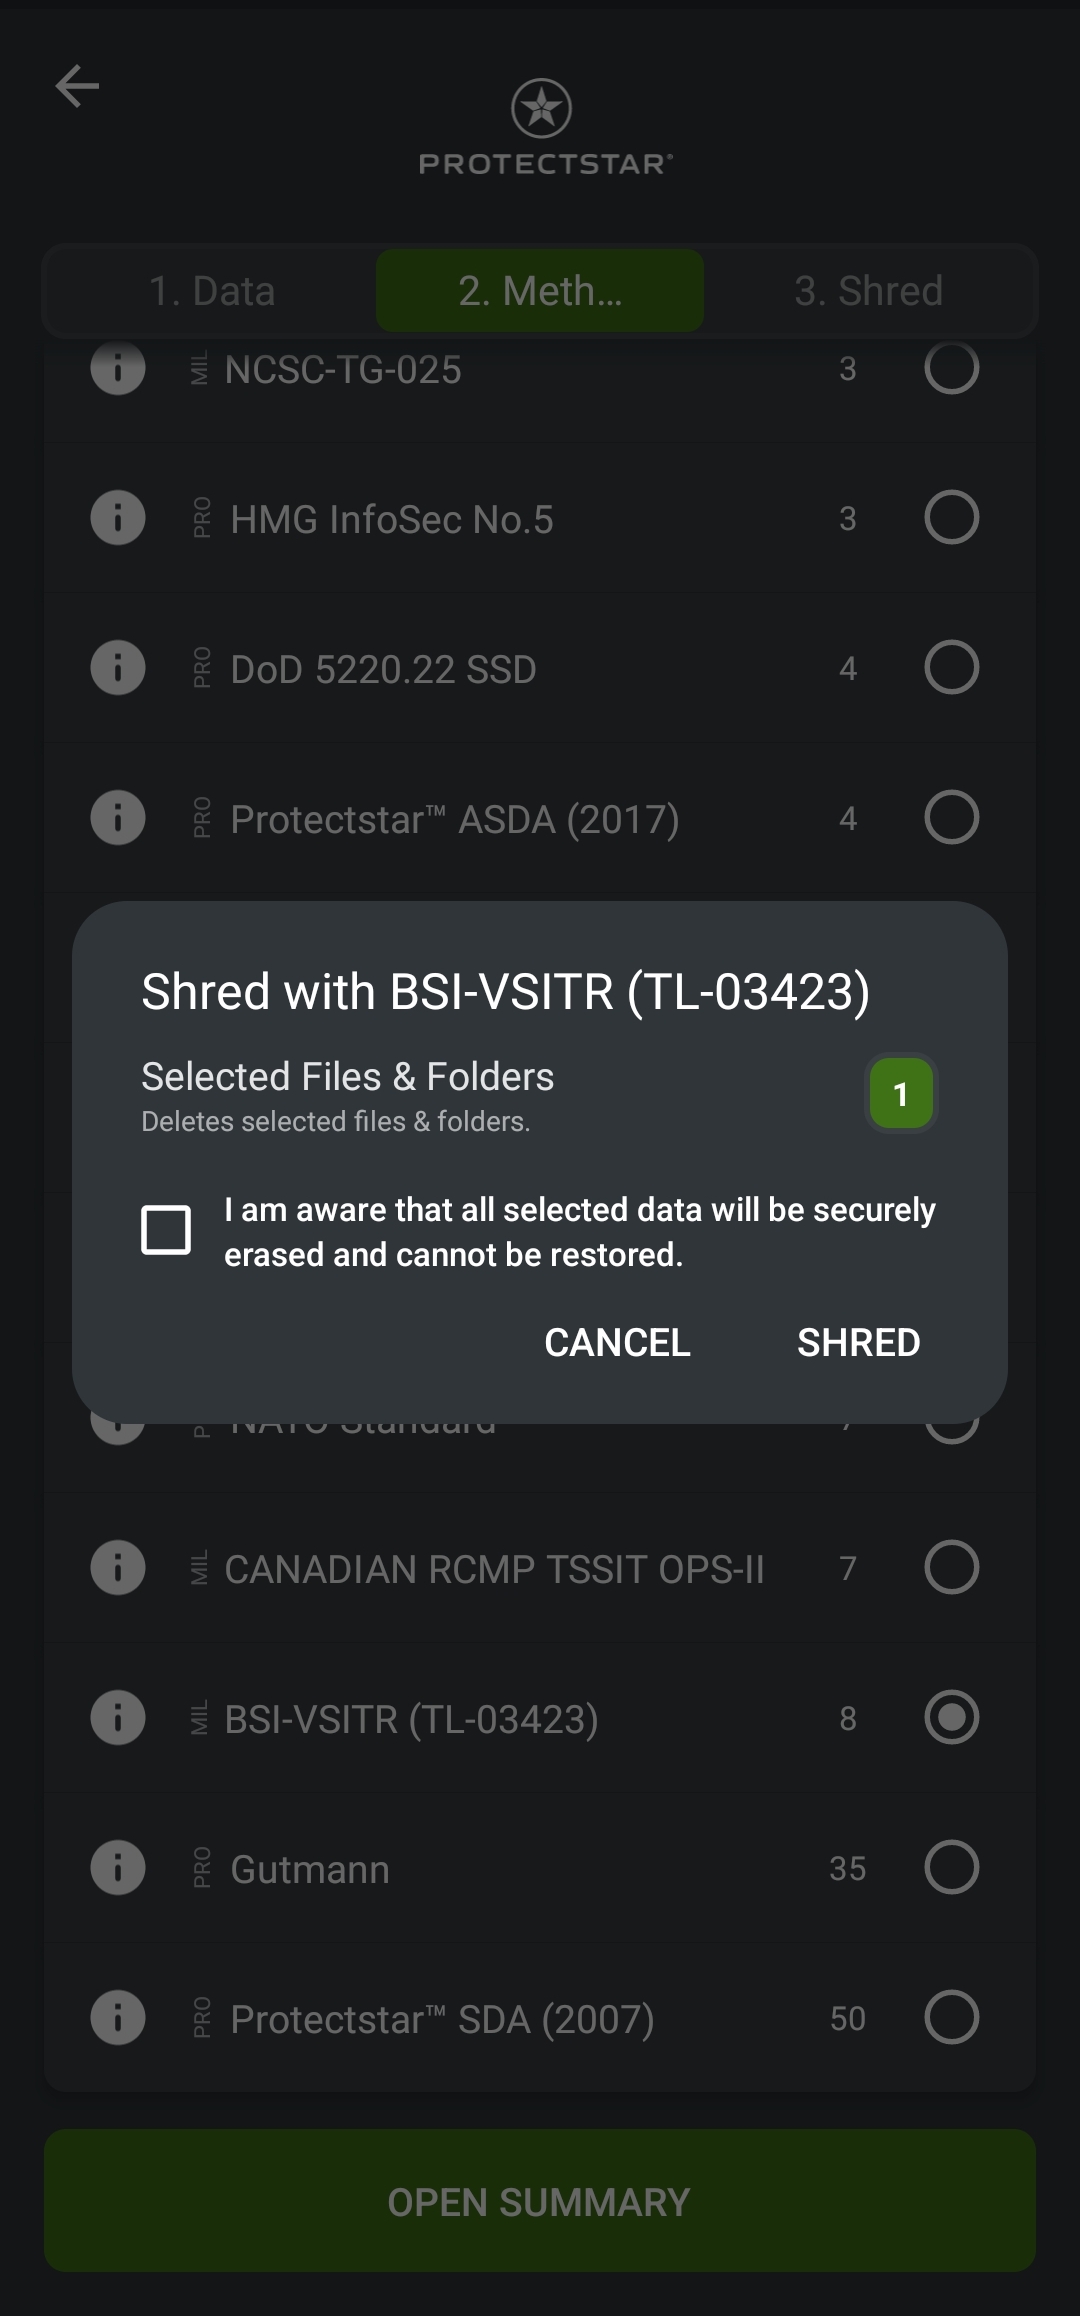 PROTECTSTAR
1. Data
2. Meth...
3. Shred
MIL NCSC-TG-025 3
PRO HMG InfoSec No.5 3
PRO DoD 5220.22 SSD 4
PRO Protectstar™ ASDA (2017) 4
Shred with BSI-VSITR (TL-03423)
Selected Files & Folders
1
Deletes selected files & folders.
I am aware that all selected data will be securely
erased and cannot be restored.
CANCEL SHRED
NATO Standard 7
MIL CANADIAN RCMP TSSIT OPS-II 7
MIL BSI-VSITR (TL-03423) 8
PRO Gutmann 35
PRO Protectstar™ SDA (2007) 50
OPEN SUMMARY